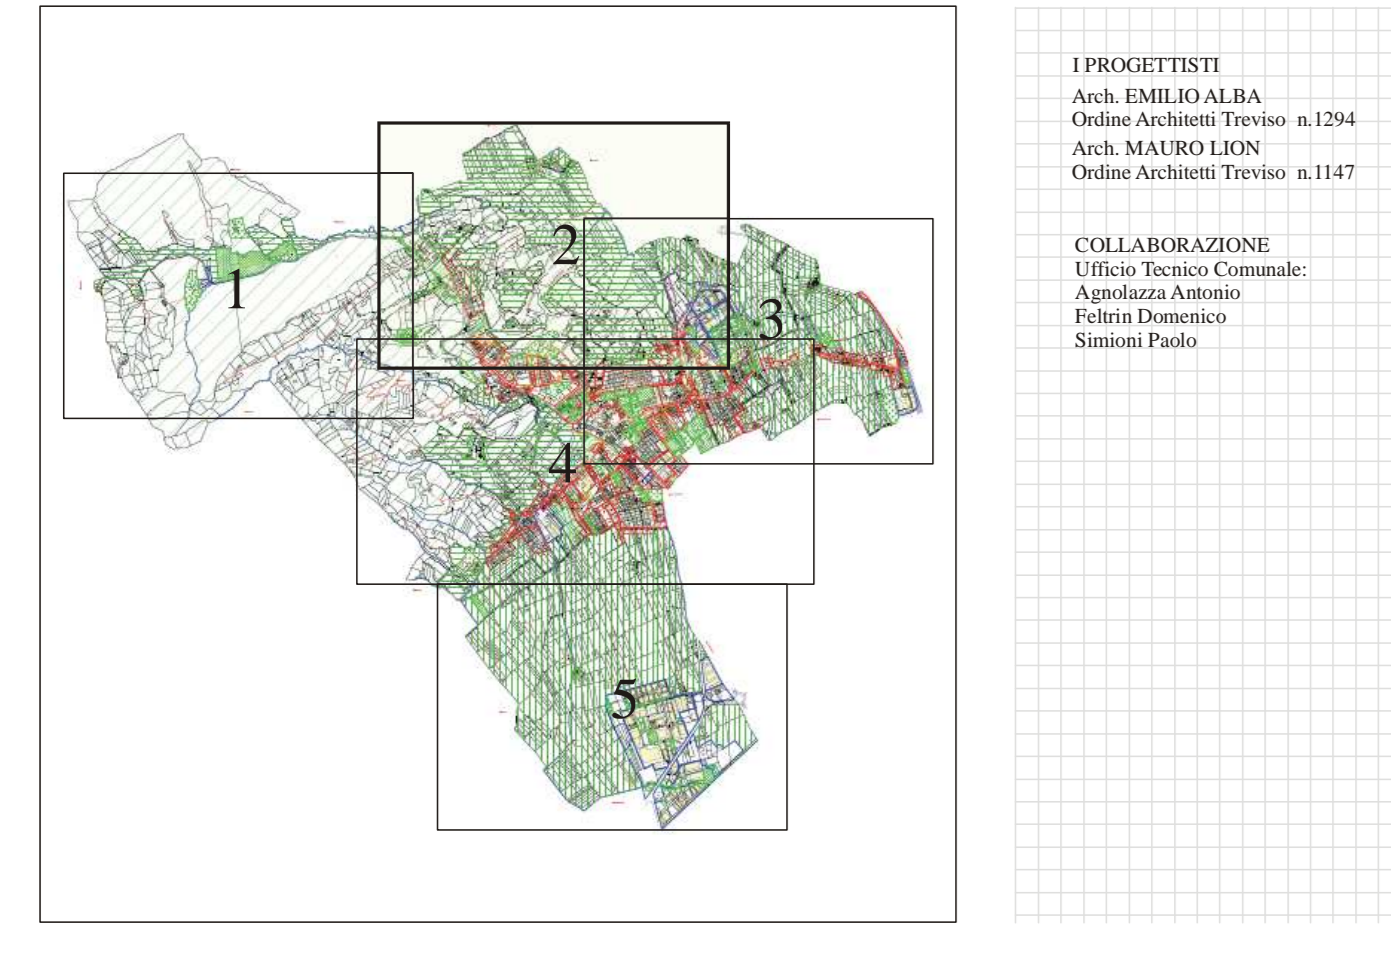 1
2
3
4
5
I PROGETTISTI
Arch. EMILIO ALBA
Ordine Architetti Treviso n.1294
Arch. MAURO LION
Ordine Architetti Treviso n.1147
COLLABORAZIONE
Ufficio Tecnico Comunale:
Agnolazza Antonio
Feltrin Domenico
Simioni Paolo